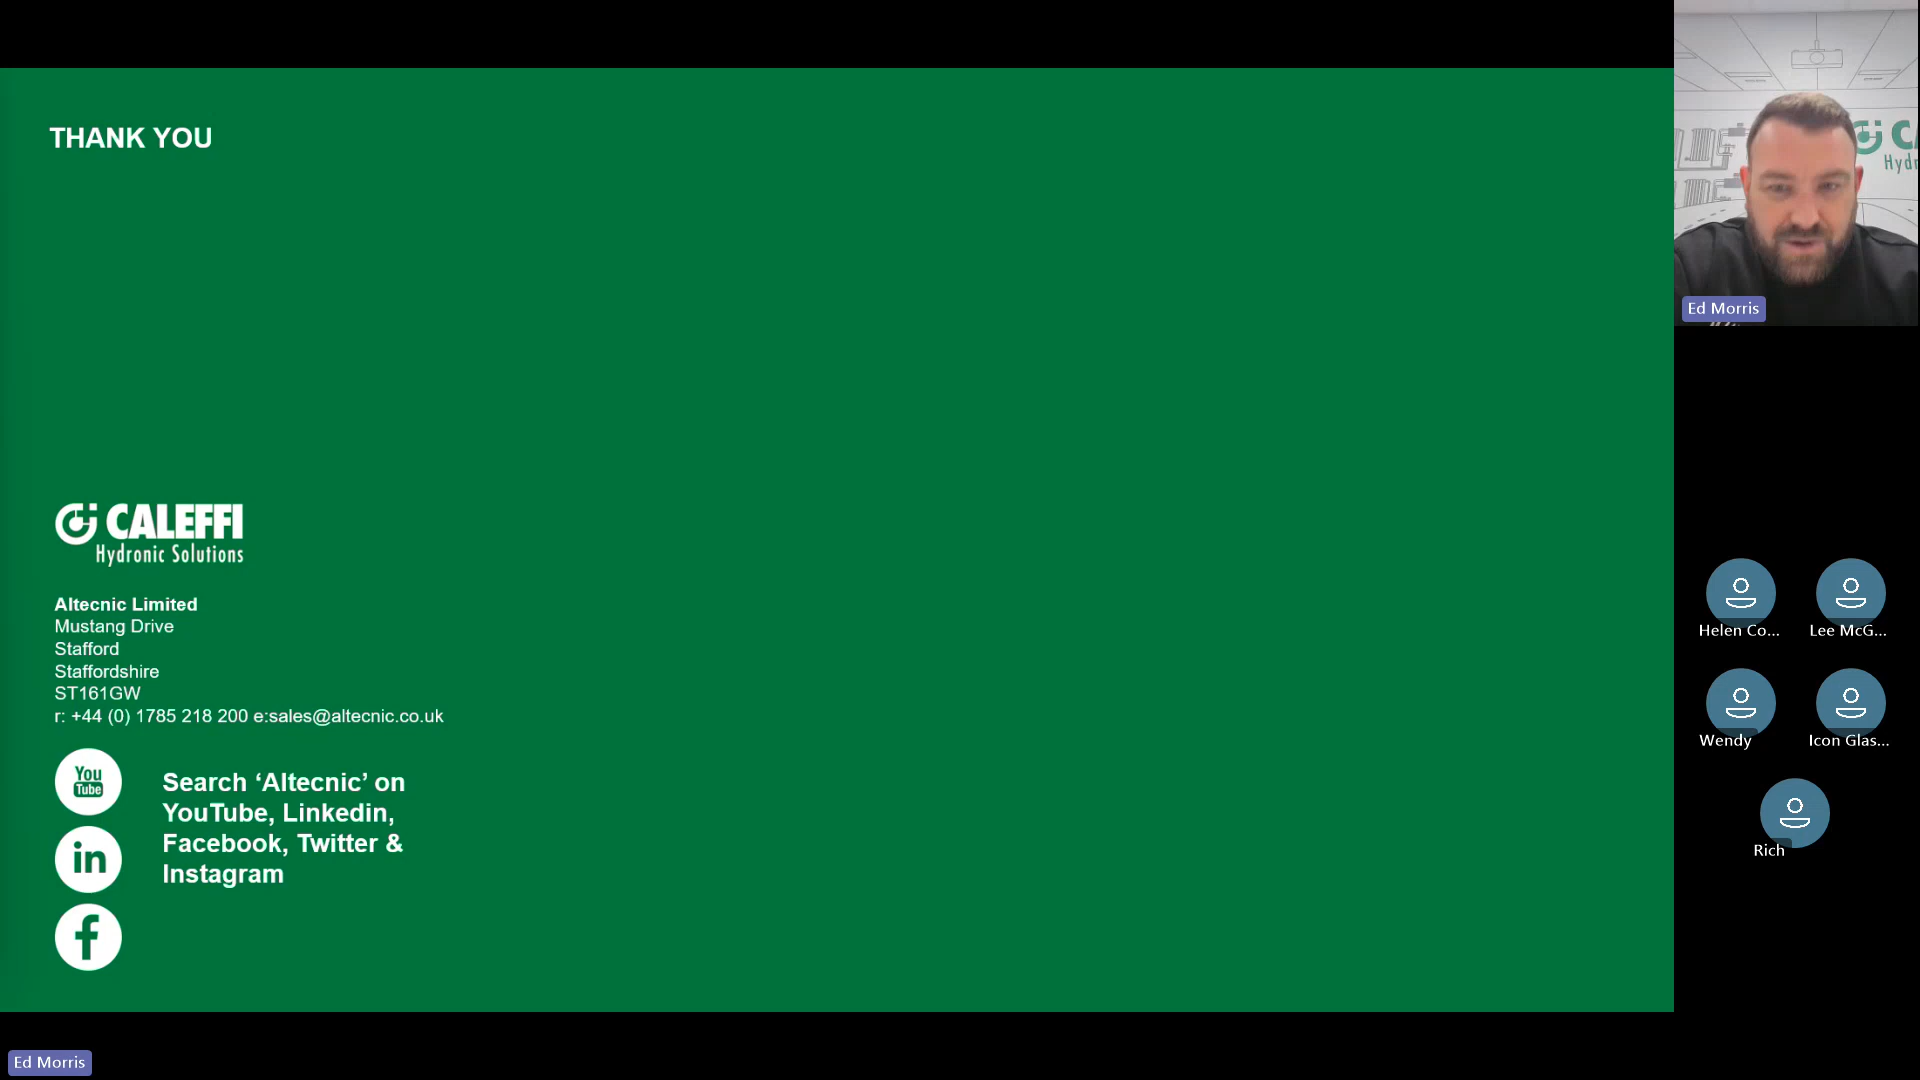 THANK YOU
CALEFFI
Hydronic Solutions
Altecnic Limited
Mustang Drive
Stafford
Staffordshire
ST161GW
r: +44 (0) 1785 218 200 e:sales@altecnic.co.uk
You
Tube
in
f
Search ‘Altecnic’ on
YouTube, Linkedin,
Facebook, Twitter &
Instagram
CA
Hydr
Ed Morris
Helen Co...
Lee McG...
Wendy
Icon Glas...
Rich
Ed Morris